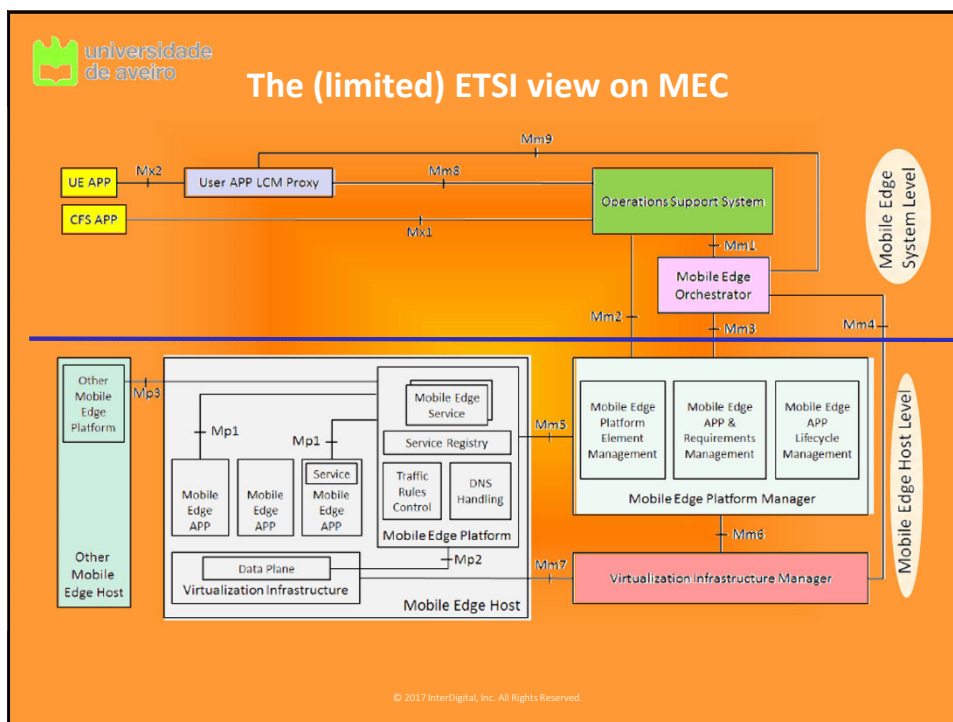 universidade
de aveiro
The (limited) ETSI view on MEC
Mm9
Mx2
UE APP
User APP LCM Proxy
Mm8
Operations Support System
CFS APP
Mx1
Mobile Edge
System Level
Mm1
Mobile Edge
Orchestrator
Mm2
Mm3
Mm4
Other
Mobile
Edge
Platform
Mp3
Other
Mobile
Edge Host
Mobile Edge
Service
Service Registry
Traffic
Rules
Control
DNS
Handling
Mobile Edge Platform
Mp1
Mp1
Mobile
Edge
APP
Mobile
Edge
APP
Service
Mobile
Edge
APP
Mp2
Data Plane
Virtualization Infrastructure
Mobile Edge Host
Mm5
Mobile Edge
Platform
Element
Management
Mobile Edge
APP &
Requirements
Management
Mobile Edge
APP
Lifecycle
Management
Mobile Edge Platform Manager
Mm6
Mm7
Virtualization Infrastructure Manager
Mobile Edge Host Level
© 2017 InterDigital, Inc. All Rights Reserved.